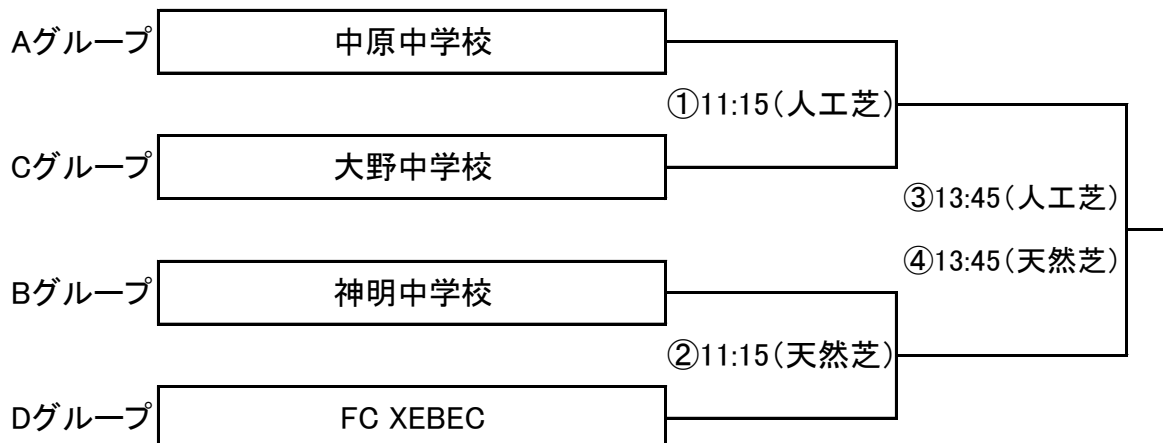 Aグループ 中原中学校
①11:15(人工芝)
Cグループ 大野中学校
③13:45(人工芝)
④13:45(天然芝)
Bグループ 神明中学校
②11:15(天然芝)
Dグループ FC XEBEC